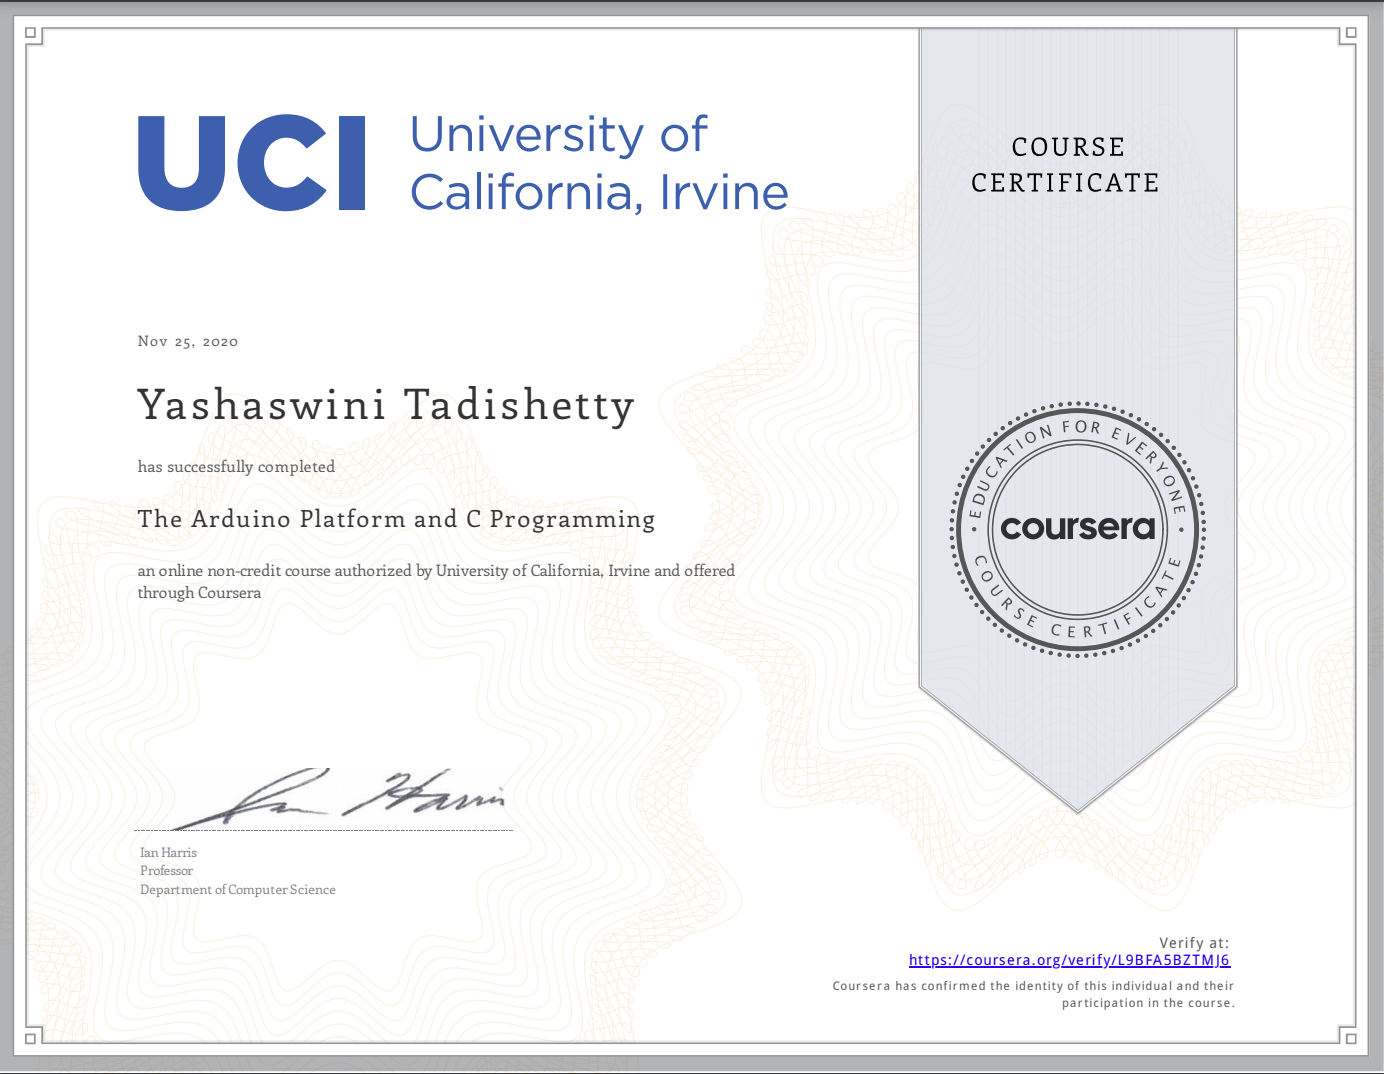 UCI
University of
California, Irvine
COURSE
CERTIFICATE
Nov 25, 2020
Yashaswini Tadishetty
has successfully completed
The Arduino Platform and C Programming
an online non-credit course authorized by University of California, Irvine and offered
through Coursera
EDUCATION FOR EVERYONE
coursera
COURSE CERTIFICATE
Ian Harris
Ian Harris
Professor
Department of Computer Science
Verify at:
https://coursera.org/verify/L9BFA5BZTMJ6
Coursera has confirmed the identity of this individual and their
participation in the course.